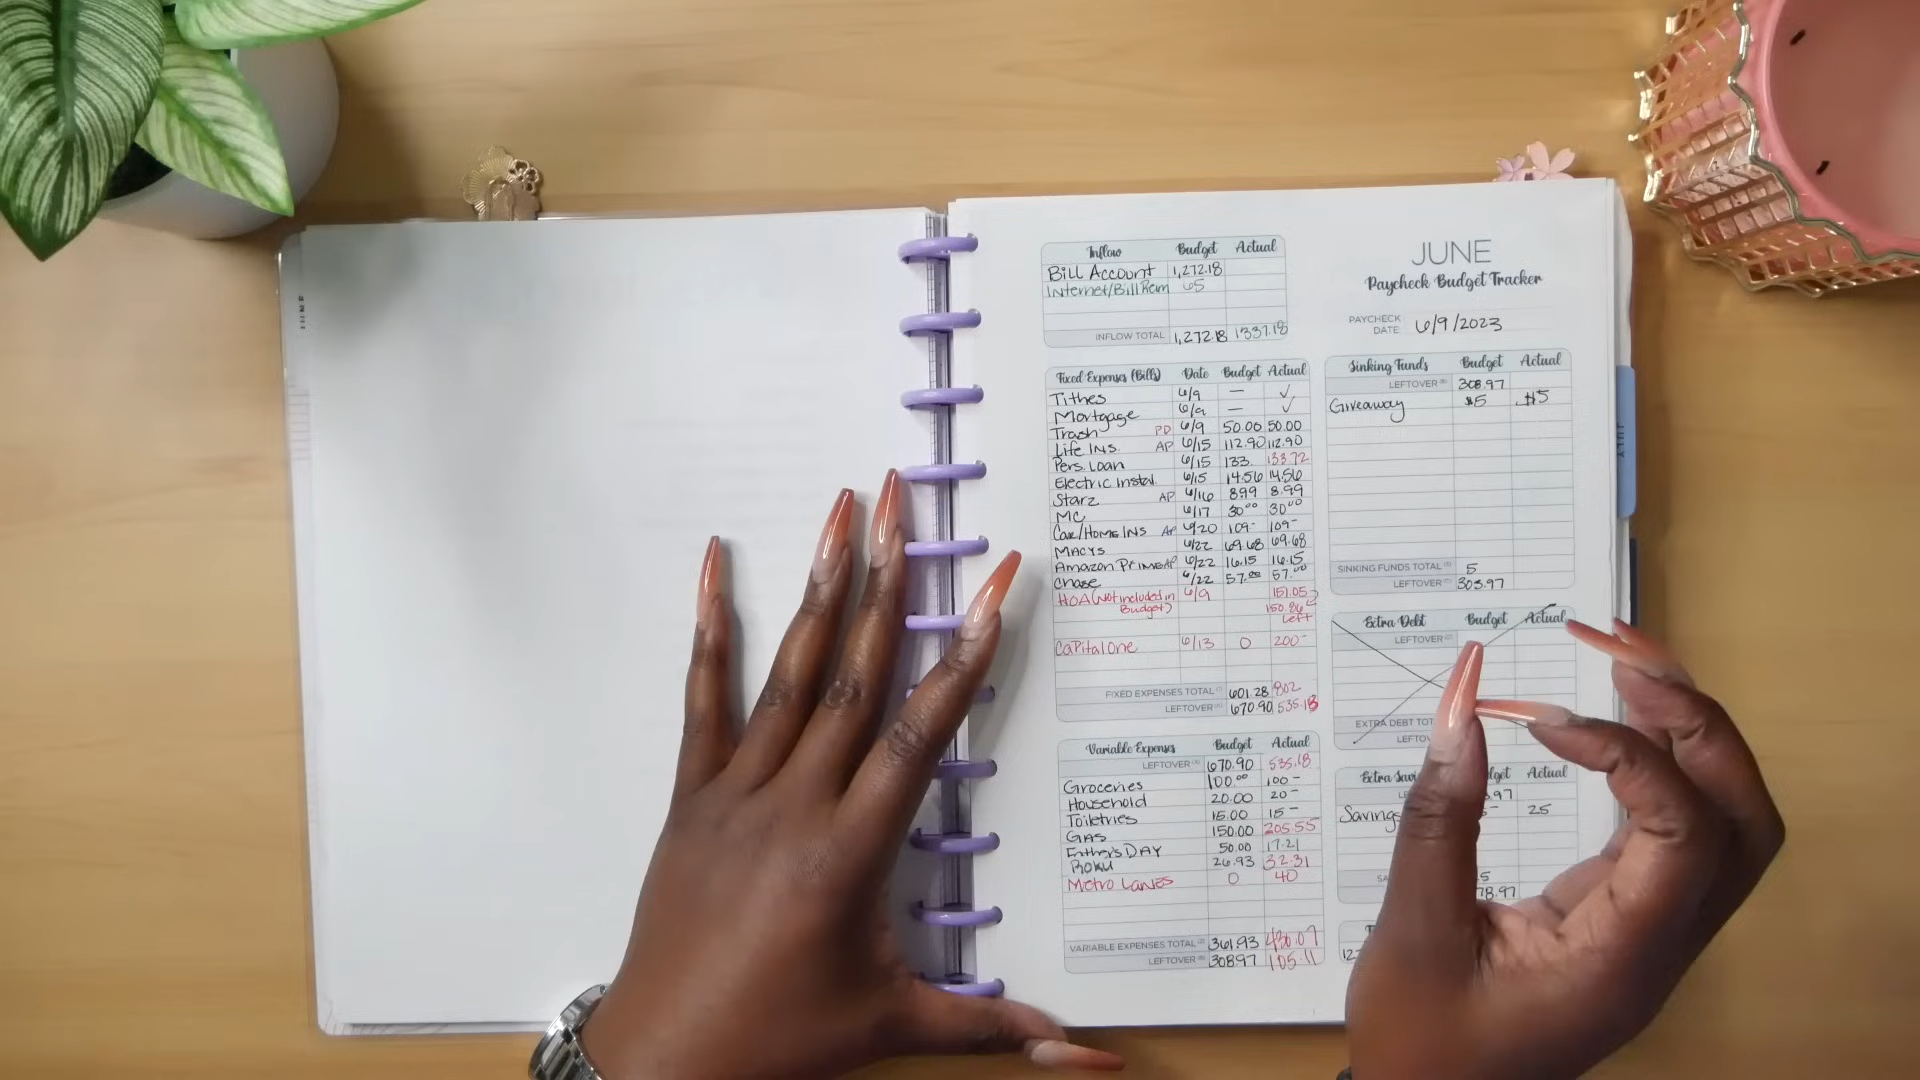 Inflow Budget Actual
Bill Account 1,272.18
Internet/Bill Reim 65
INFLOW TOTAL 1,272.18 1337.18
JUNE
Paycheck Budget Tracker
PAYCHECK DATE: 6/9/2023
Fixed Expenses (Bills) Date Budget Actual
Tithes 6/9 — ✓
Mortgage 6/9 — ✓
Trash PD 6/9 50.00 50.00
Life Ins. AP 6/15 112.90 112.90
Pers. Loan 6/15 133. 133.72
Electric Instal. 6/15 14.56 14.56
Starz AP 6/16 8.99 8.99
MC 6/17 30.00 30.00
Car/Home INS AP 6/20 109- 109-
MACYS 6/22 69.68 69.68
Amazon Prime AP 6/22 16.15 16.15
Chase 6/22 57.00 57.00
HOA (Not included in Budget) 6/9 151.05
150.86 left
Capital One 6/13 0 200-
FIXED EXPENSES TOTAL 601.28 802
LEFTOVER 670.90 535.18
Variable Expenses Budget Actual
LEFTOVER 670.90 535.18
Groceries 100.00 100-
Household 20.00 20-
Toiletries 15.00 15-
GAS 150.00 205.55
Father's DAY 50.00 17.21
Roku 26.93 32.31
Metro Lanes 0 40
VARIABLE EXPENSES TOTAL 361.93 430.07
LEFTOVER 308.97 105.11
Sinking Funds Budget Actual
LEFTOVER 308.97
Giveaway $5 $5
SINKING FUNDS TOTAL 5
LEFTOVER 303.97
Extra Debt Budget Actual
LEFTOVER
EXTRA DEBT
Extra Actual
Savings 25
78.97
JULY